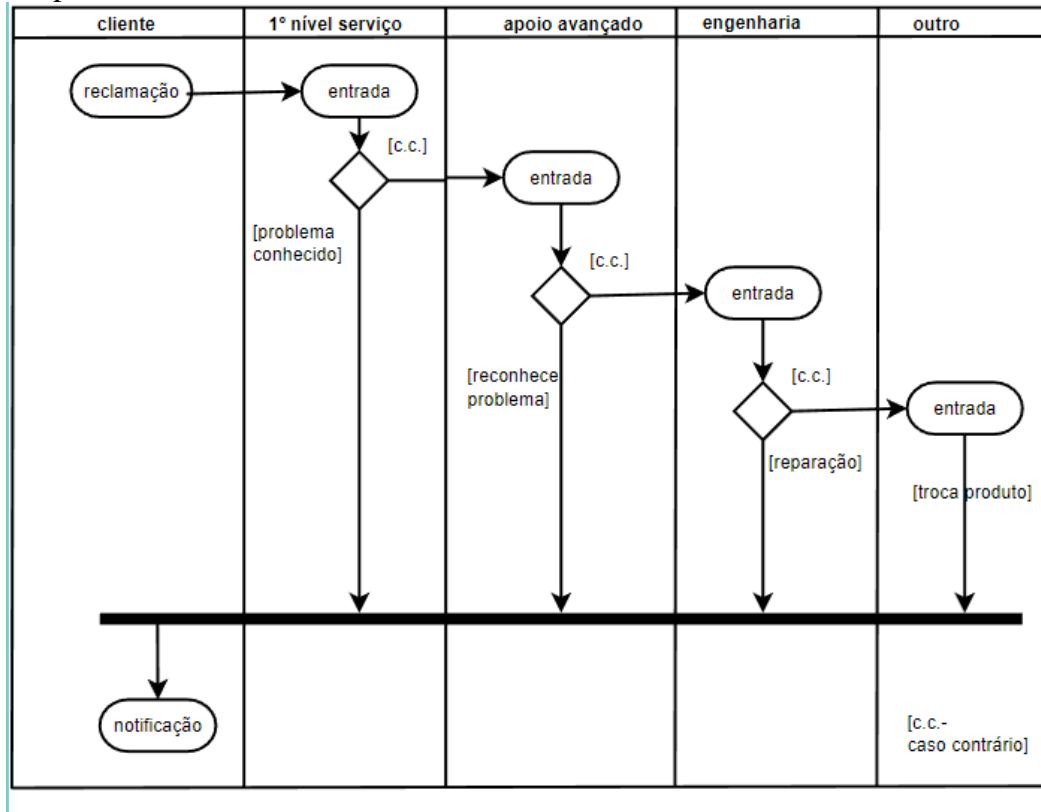 cliente
1º nível serviço
apoio avançado
engenharia
outro
reclamação
entrada
[c.c.]
entrada
[problema
conhecido]
[c.c.]
entrada
[reconhece
problema]
[c.c.]
entrada
[reparação]
[troca produto]
notificação
[c.c.-
caso contrário]